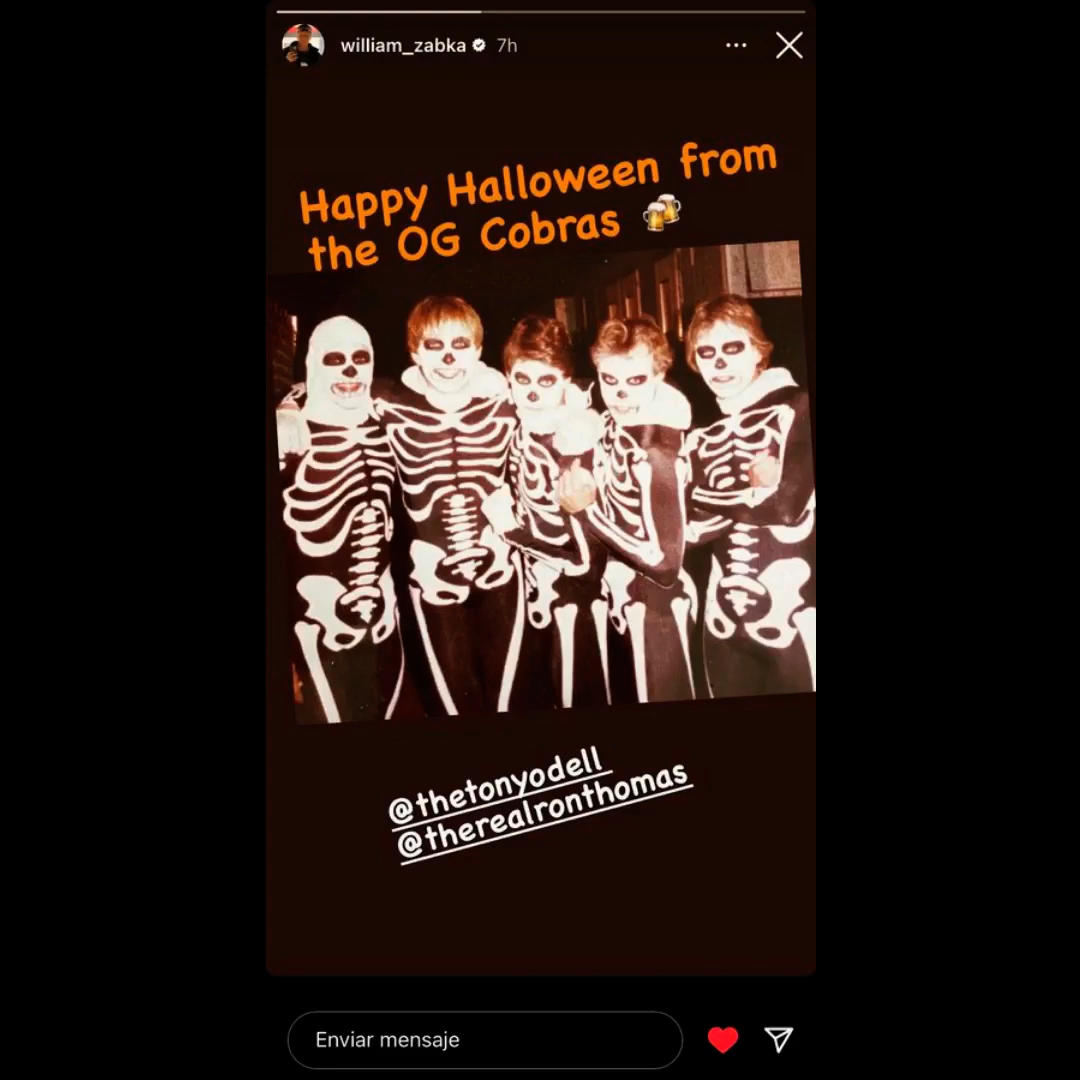 william_zabka 7h
Happy Halloween from
the OG Cobras 🍻
@thetonyodell
@therealronthomas
Enviar mensaje